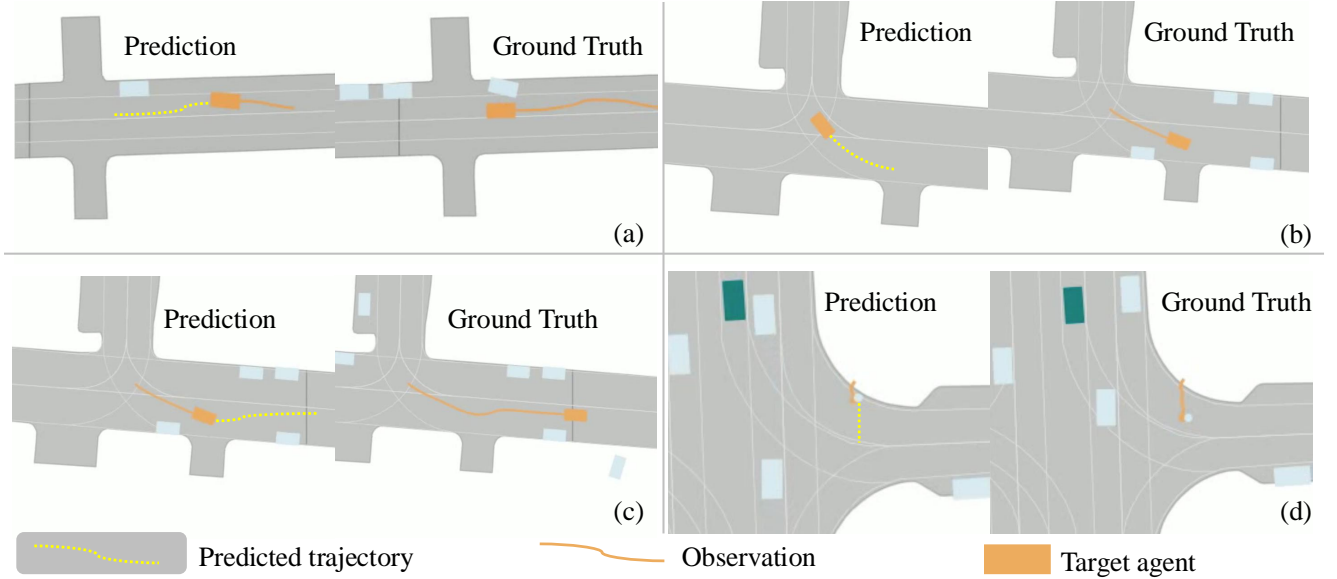 Prediction
Ground Truth
(a)
Prediction
Ground Truth
(b)
Prediction
Ground Truth
(c)
Prediction
Ground Truth
(d)
Predicted trajectory
Observation
Target agent